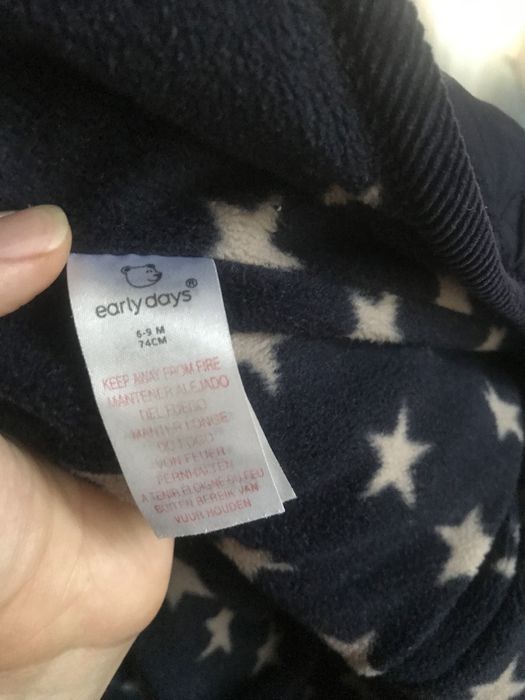 early days®
6-9 M
74CM
KEEP AWAY FROM FIRE
MANTENER ALEJADO
DEL FUEGO
MANTER LONGE
DO FOGO
VON FEUER
FERNHALTEN
A TENIR ELOIGNE DU FEU
BUITEN BEREIK VAN
VUUR HOUDEN